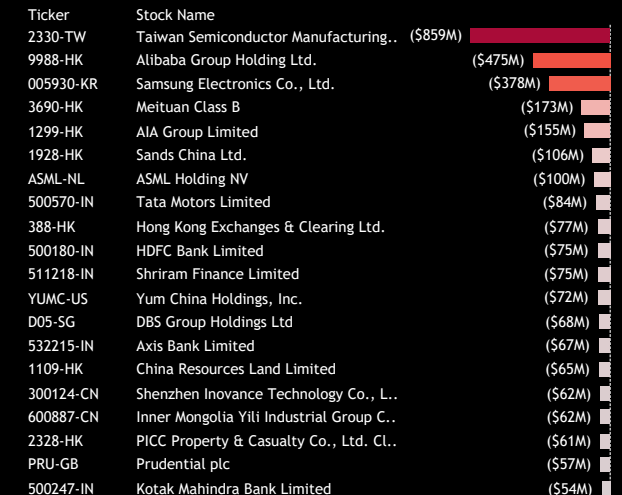 Ticker Stock Name
2330-TW Taiwan Semiconductor Manufacturing.. ($859M)
9988-HK Alibaba Group Holding Ltd. ($475M)
005930-KR Samsung Electronics Co., Ltd. ($378M)
3690-HK Meituan Class B ($173M)
1299-HK AIA Group Limited ($155M)
1928-HK Sands China Ltd. ($106M)
ASML-NL ASML Holding NV ($100M)
500570-IN Tata Motors Limited ($84M)
388-HK Hong Kong Exchanges & Clearing Ltd. ($77M)
500180-IN HDFC Bank Limited ($75M)
511218-IN Shriram Finance Limited ($75M)
YUMC-US Yum China Holdings, Inc. ($72M)
D05-SG DBS Group Holdings Ltd ($68M)
532215-IN Axis Bank Limited ($67M)
1109-HK China Resources Land Limited ($65M)
300124-CN Shenzhen Inovance Technology Co., L.. ($62M)
600887-CN Inner Mongolia Yili Industrial Group C.. ($62M)
2328-HK PICC Property & Casualty Co., Ltd. Cl.. ($61M)
PRU-GB Prudential plc ($57M)
500247-IN Kotak Mahindra Bank Limited ($54M)